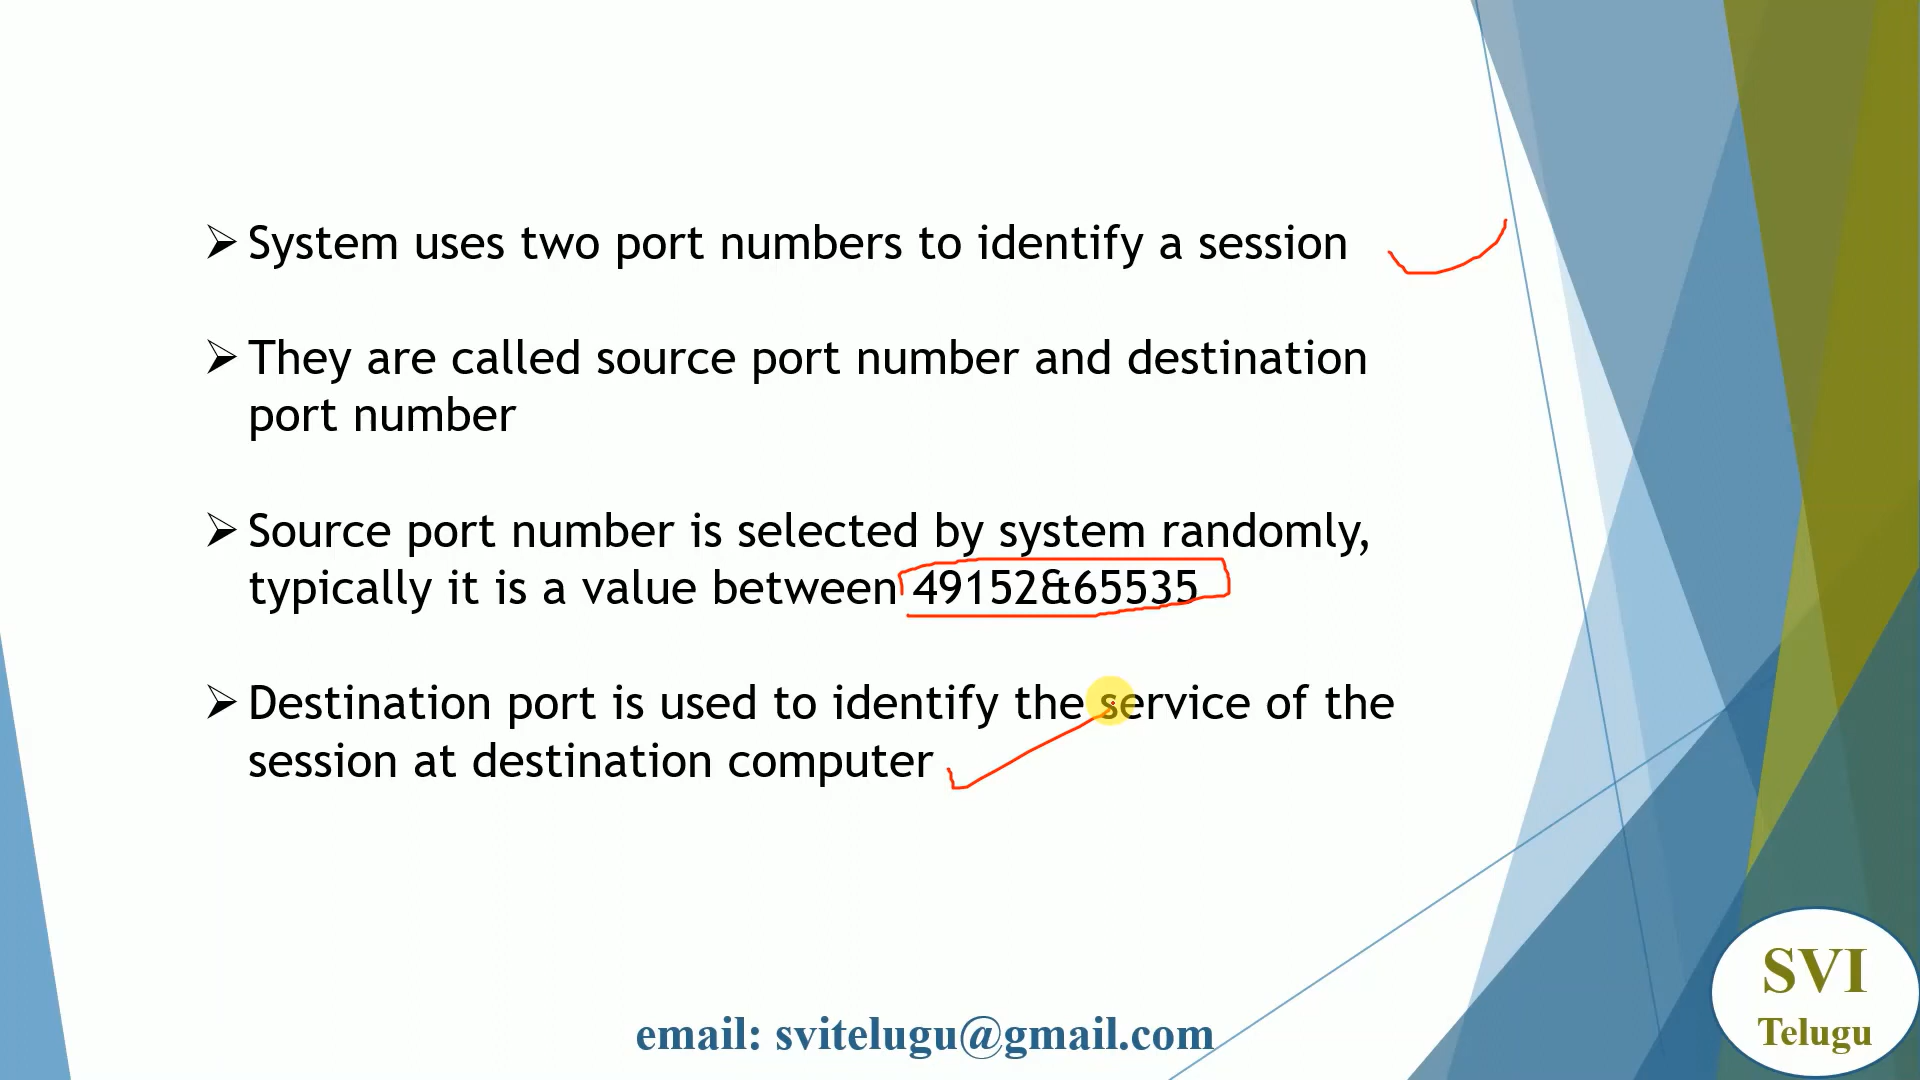 ➢ System uses two port numbers to identify a session
➢ They are called source port number and destination
port number
➢ Source port number is selected by system randomly,
typically it is a value between 49152&65535
➢ Destination port is used to identify the service of the
session at destination computer
SVI
Telugu
email: svitelugu@gmail.com